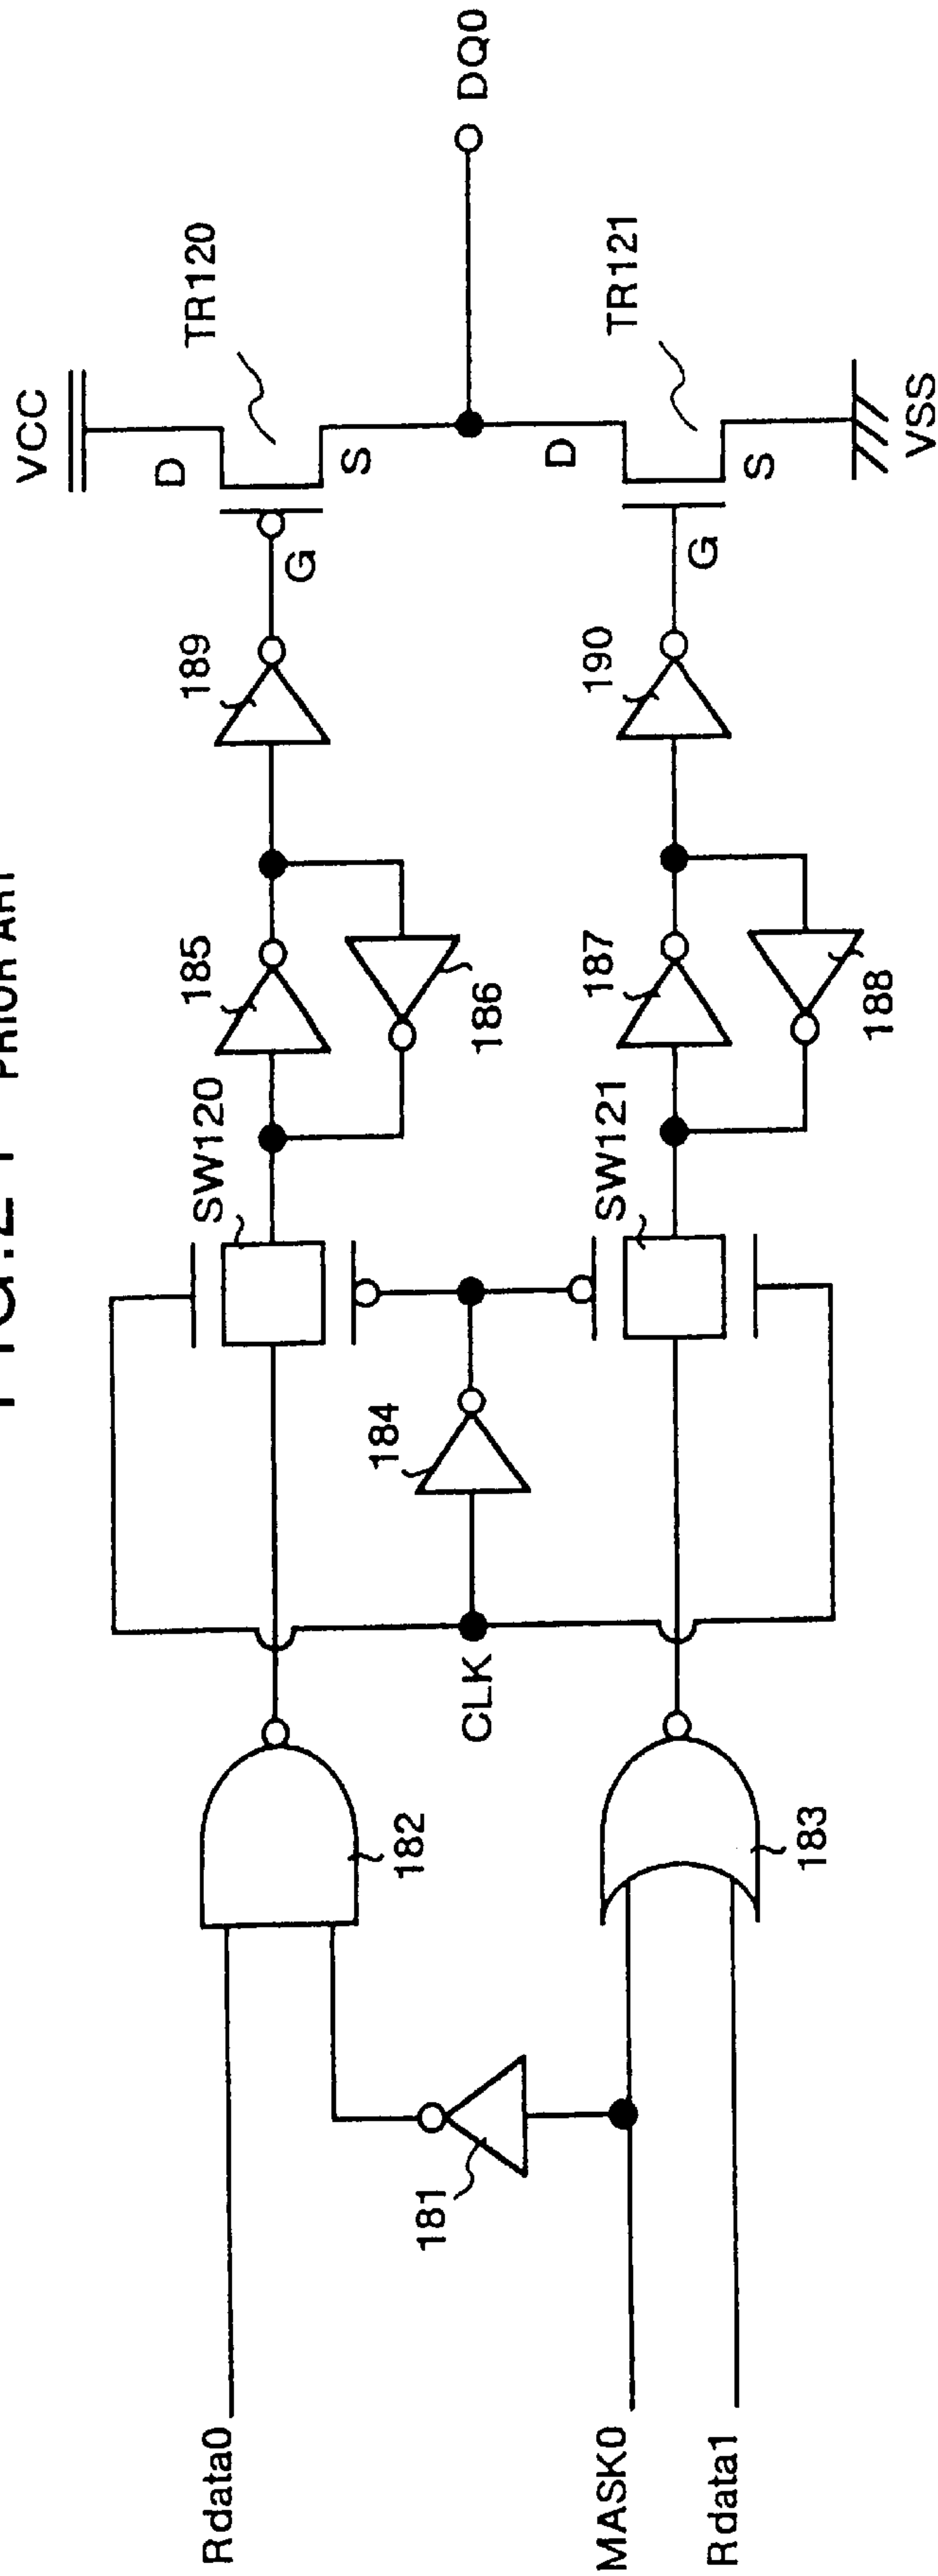 PRIOR ART
VCC
D
TR120
S
G
189
185
186
SW120
DQ0
D
TR121
S
G
VSS
190
187
188
SW121
184
CLK
182
183
181
Rdata0
MASK0
Rdata1